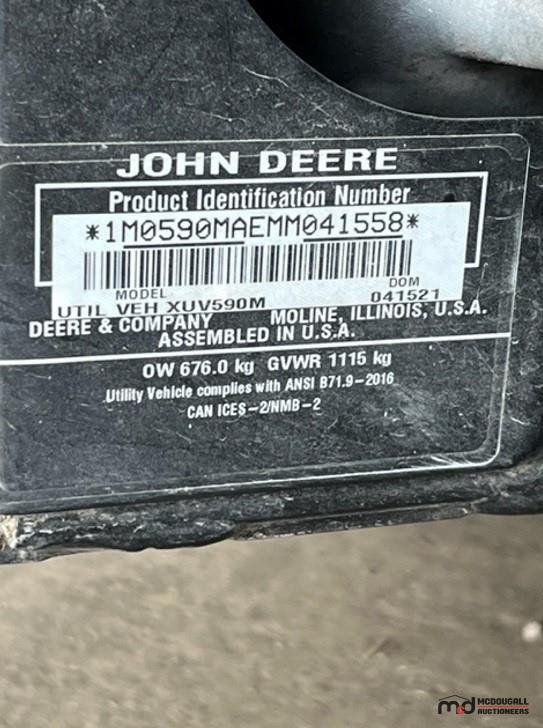 JOHN DEERE
Product Identification Number
*1M0590MAEMM041558*
MODEL DOM
UTIL VEH XUV590M 041521
DEERE & COMPANY MOLINE, ILLINOIS, U.S.A.
ASSEMBLED IN U.S.A.
OW 676.0 kg GVWR 1115 kg
Utility Vehicle complies with ANSI B71.9-2016
CAN ICES-2/NMB-2
md MCDOUGALL
AUCTIONEERS